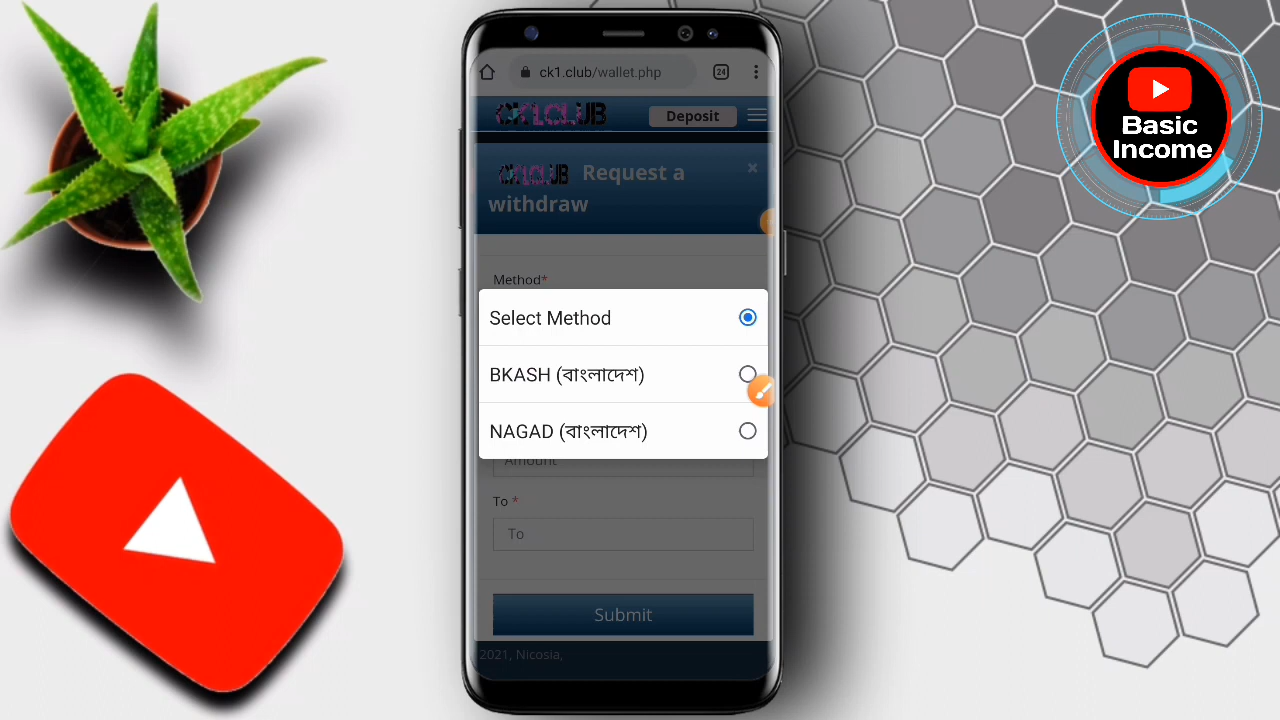 24
ck1.club/wallet.php
CK1CLUB
Deposit
CK1CLUB Request a
withdraw
Method*
Select Method
BKASH (বাংলাদেশ)
NAGAD (বাংলাদেশ)
Amount
To *
To
Submit
2021, Nicosia,
Basic
Income